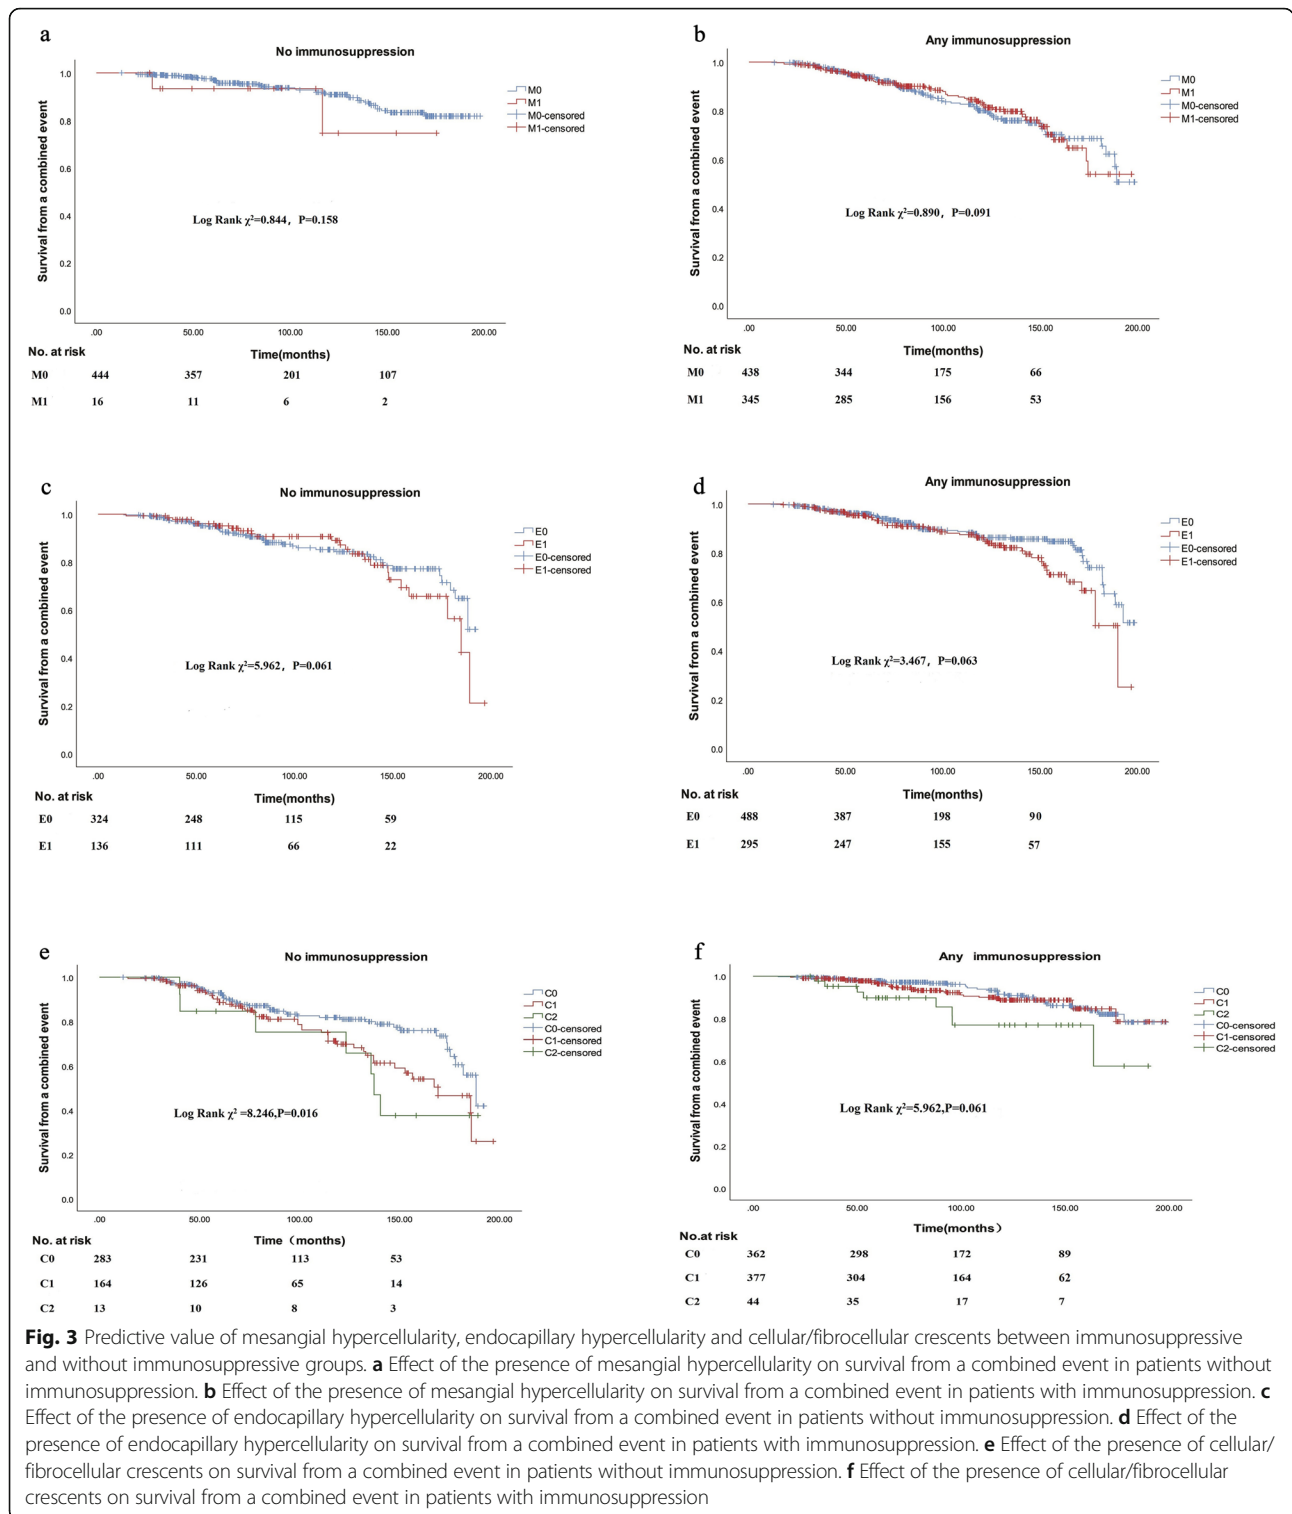 a
No immunosuppression
Survival from a combined event
1.0
0.8
0.6
0.4
0.2
0.0
M0
M1
M0-censored
M1-censored
Log Rank χ²=0.844, P=0.158
.00 50.00 100.00 150.00 200.00
No. at risk Time(months)
M0 444 357 201 107
M1 16 11 6 2
b
Any immunosuppression
Survival from a combined event
1.0
0.8
0.6
0.4
0.2
0.0
M0
M1
M0-censored
M1-censored
Log Rank χ²=0.890, P=0.091
.00 50.00 100.00 150.00 200.00
No. at risk Time(months)
M0 438 344 175 66
M1 345 285 156 53
c
No immunosuppression
Survival from a combined event
1.0
0.8
0.6
0.4
0.2
0.0
E0
E1
E0-censored
E1-censored
Log Rank χ²=5.962, P=0.061
.00 50.00 100.00 150.00 200.00
No. at risk Time(months)
E0 324 248 115 59
E1 136 111 66 22
d
Any immunosuppression
Survival from a combined event
1.0
0.8
0.6
0.4
0.2
0.0
E0
E1
E0-censored
E1-censored
Log Rank χ²=3.467, P=0.063
.00 50.00 100.00 150.00 200.00
No. at risk Time(months)
E0 488 387 198 90
E1 295 247 155 57
e
No immunosuppression
Survival from a combined event
1.0
0.8
0.6
0.4
0.2
0.0
C0
C1
C2
C0-censored
C1-censored
C2-censored
Log Rank χ² =8.246,P=0.016
.00 50.00 100.00 150.00 200.00
No. at risk Time（months)
C0 283 231 113 53
C1 164 126 65 14
C2 13 10 8 3
f
Any immunosuppression
Survival from a combined event
1.0
0.8
0.6
0.4
0.2
0.0
C0
C1
C2
C0-censored
C1-censored
C2-censored
Log Rank χ²=5.962,P=0.061
.00 50.00 100.00 150.00 200.00
Time(months）
No.at risk
C0 362 298 172 89
C1 377 304 164 62
C2 44 35 17 7
Fig. 3 Predictive value of mesangial hypercellularity, endocapillary hypercellularity and cellular/fibrocellular crescents between immunosuppressive
and without immunosuppressive groups. a Effect of the presence of mesangial hypercellularity on survival from a combined event in patients without
immunosuppression. b Effect of the presence of mesangial hypercellularity on survival from a combined event in patients with immunosuppression. c
Effect of the presence of endocapillary hypercellularity on survival from a combined event in patients without immunosuppression. d Effect of the
presence of endocapillary hypercellularity on survival from a combined event in patients with immunosuppression. e Effect of the presence of cellular/
fibrocellular crescents on survival from a combined event in patients without immunosuppression. f Effect of the presence of cellular/fibrocellular
crescents on survival from a combined event in patients with immunosuppression